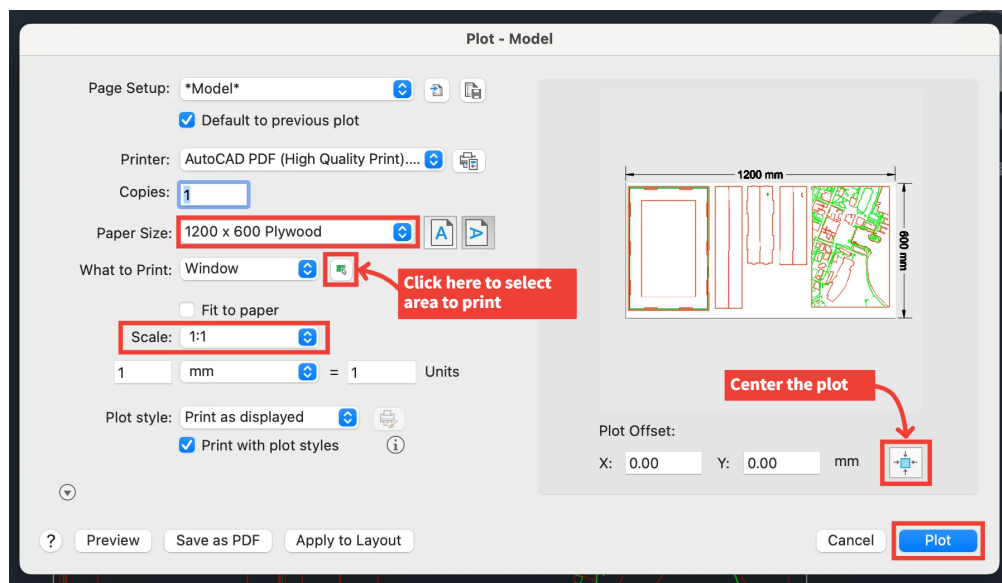 Plot - Model
Page Setup: *Model*
Default to previous plot
Printer: AutoCAD PDF (High Quality Print)....
Copies: 1
Paper Size: 1200 x 600 Plywood
A
A
What to Print: Window
Click here to select
area to print
Fit to paper
Scale: 1:1
1 mm = 1 Units
Plot style: Print as displayed
Print with plot styles
i
1200 mm
600 mm
Center the plot
Plot Offset:
X: 0.00 Y: 0.00 mm
? Preview Save as PDF Apply to Layout Cancel Plot